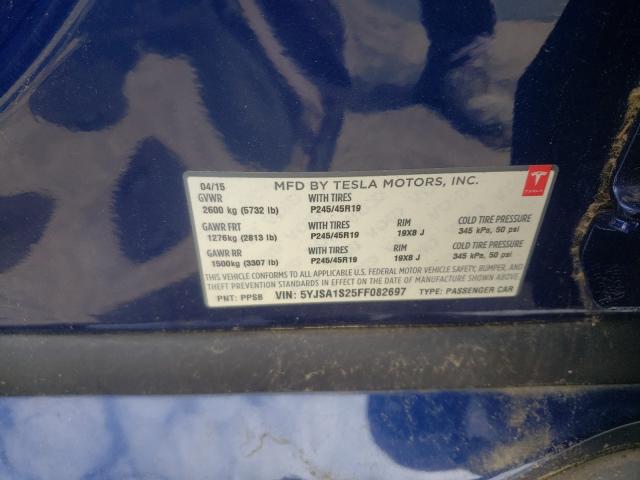 04/15 MFD BY TESLA MOTORS, INC. TESLA
GVWR WITH TIRES
2600 kg (5732 lb) P245/45R19
GAWR FRT WITH TIRES RIM COLD TIRE PRESSURE
1276kg (2813 lb) P245/45R19 19X8 J 345 kPa, 50 psi
GAWR RR WITH TIRES RIM COLD TIRE PRESSURE
1500kg (3307 lb) P245/45R19 19X8 J 345 kPa, 50 psi
THIS VEHICLE CONFORMS TO ALL APPLICABLE U.S. FEDERAL MOTOR VEHICLE SAFETY, BUMPER, AND
THEFT PREVENTION STANDARDS IN EFFECT ON THE DATE OF MANUFACTURE SHOWN ABOVE.
PNT: PPSB VIN: 5YJSA1S25FF082697 TYPE: PASSENGER CAR